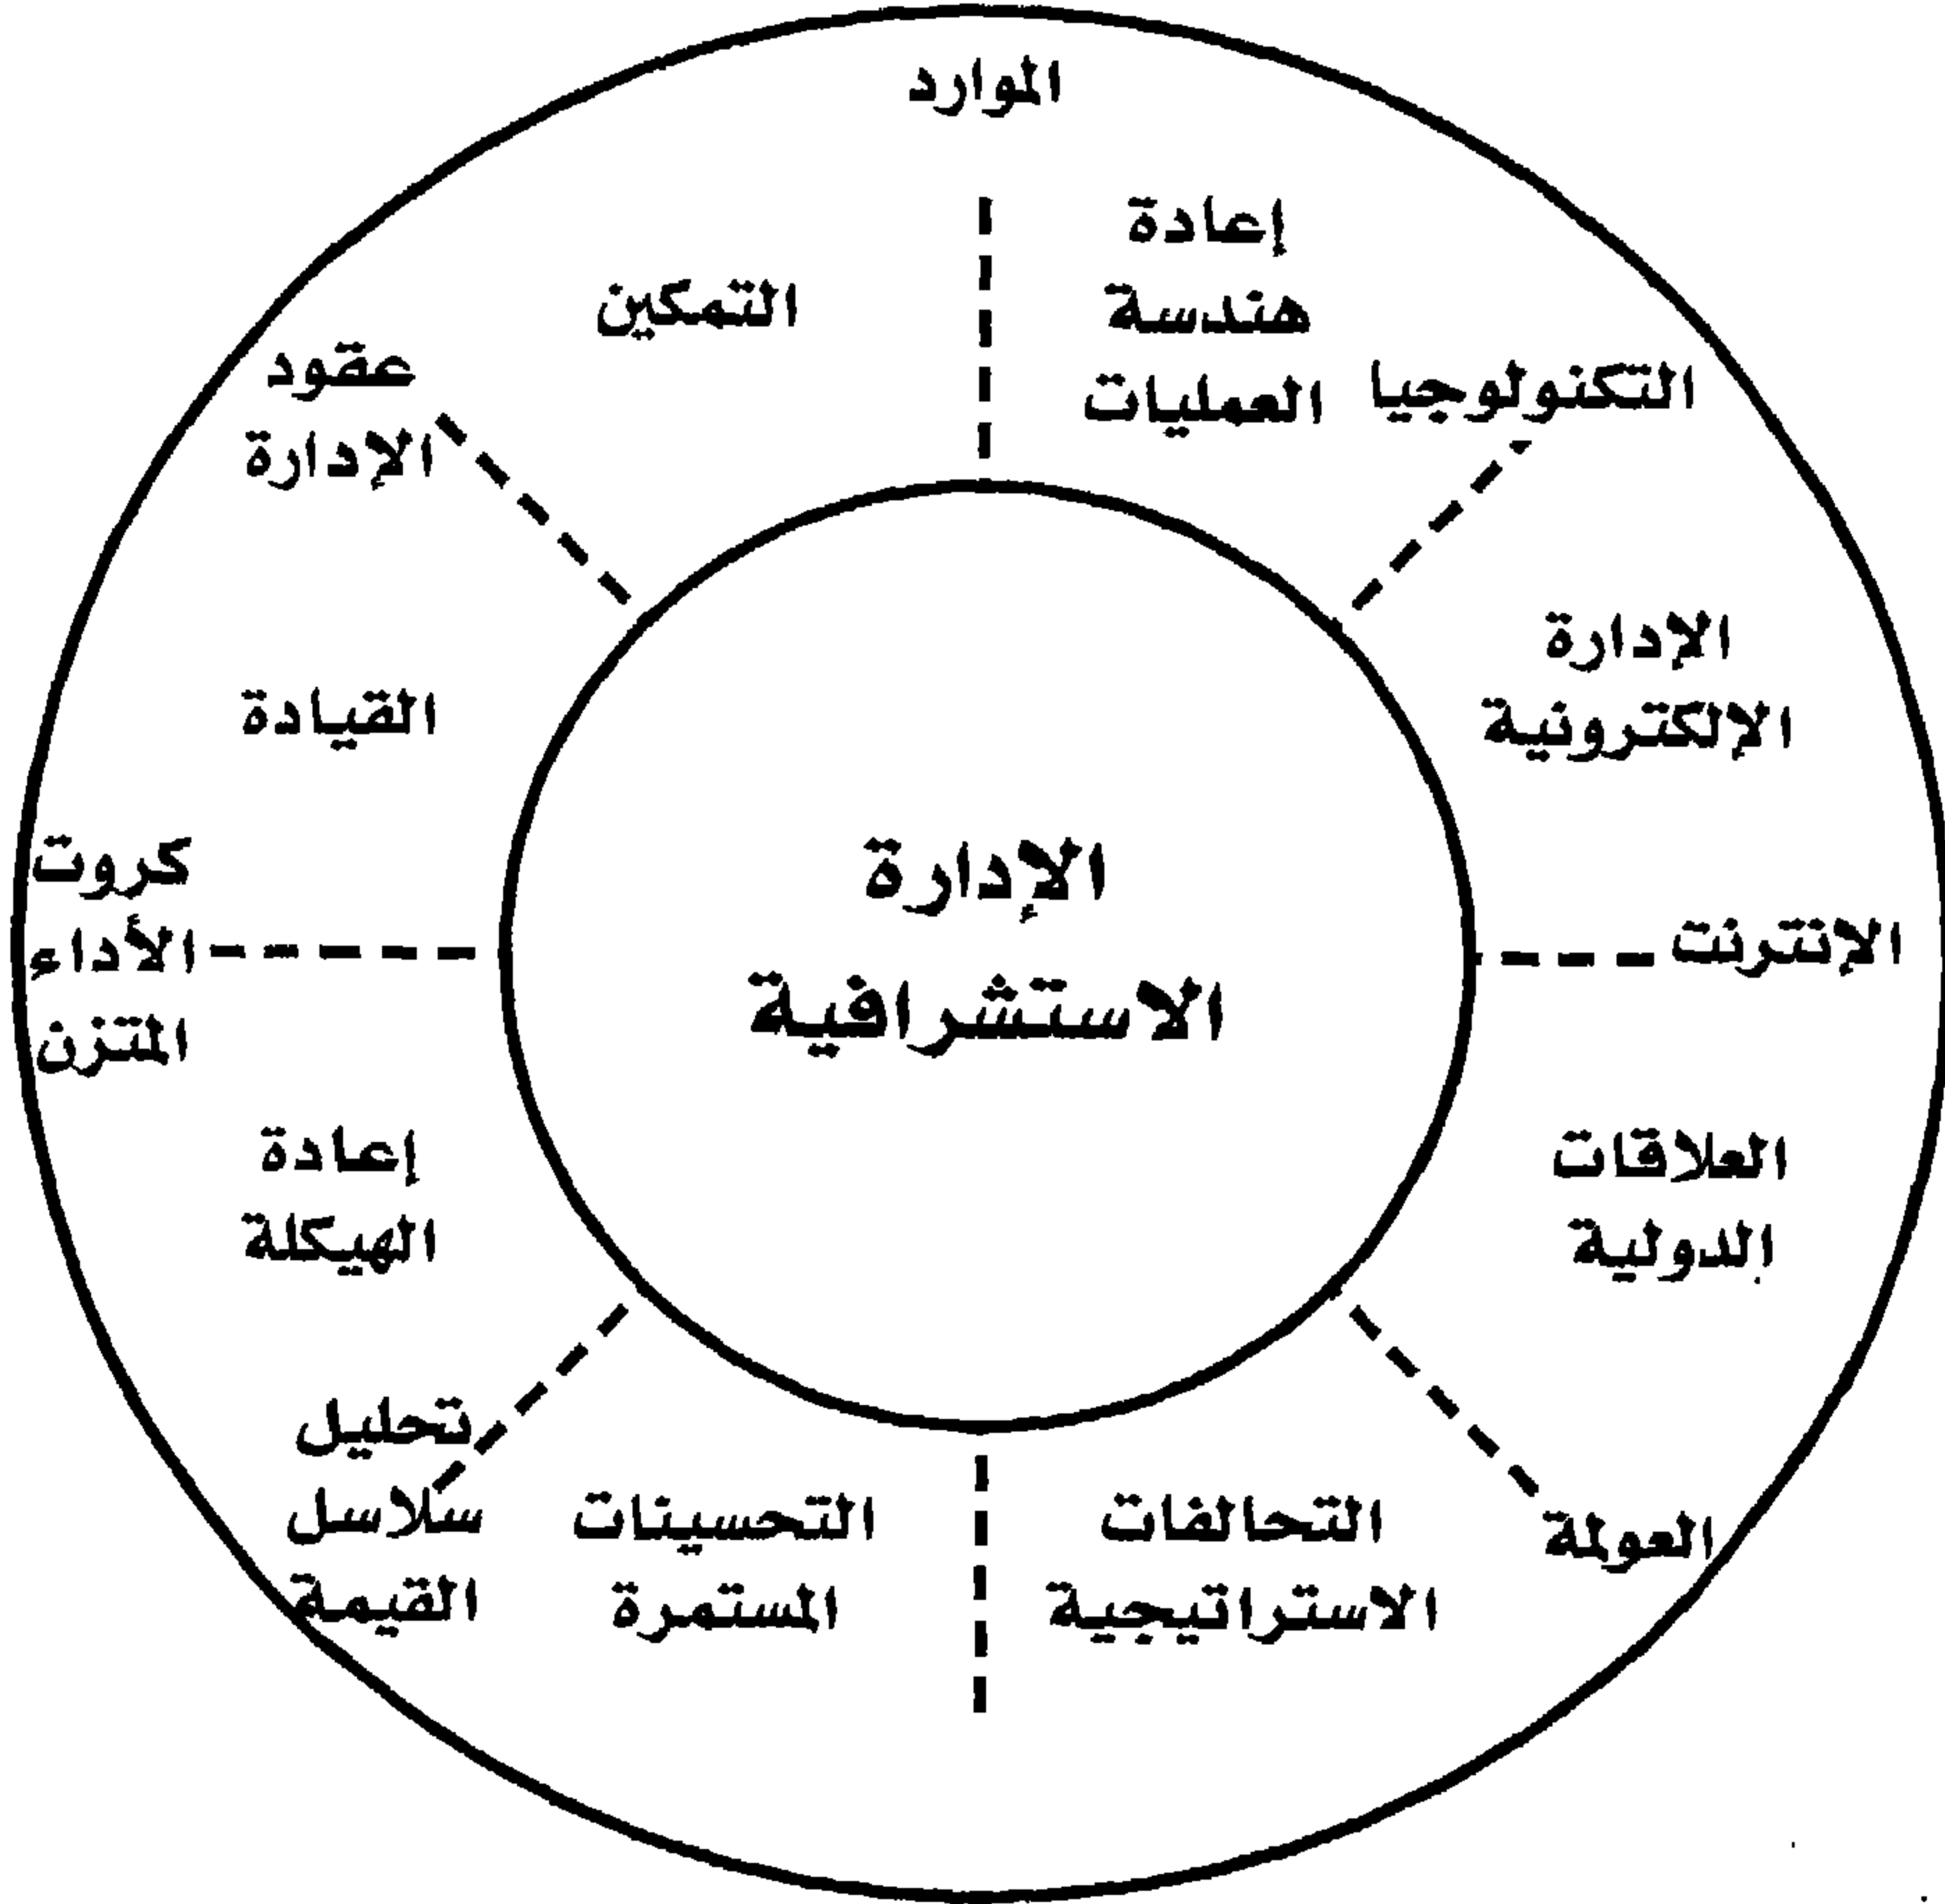 الموارد
إعادة
هندسة
العمليات
التكنولوجيا
الإدارة
الإلكترونية
الإنترنت
العلاقات
الدولية
العولمة
التحالفات
الاستراتيجية
التحسينات
المستمرة
تحليل
سلاسل
القيمة
إعادة
الهيكلة
كروت
الأداء
المتزن
القيادة
عقود
الإدارة
التمكين
الإدارة
الاستشرافية